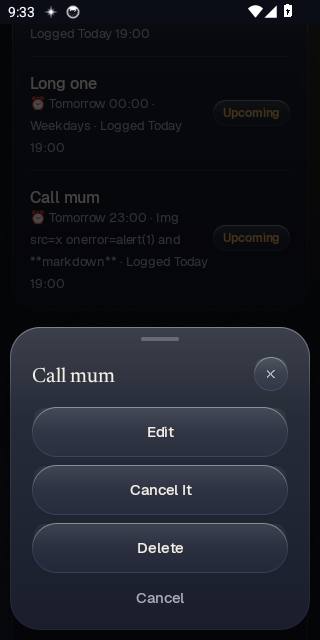 9:33
Logged Today 19:00
Long one
⏰ Tomorrow 00:00 ·
Weekdays · Logged Today
19:00
Upcoming
Call mum
⏰ Tomorrow 23:00 · Img
src=x onerror=alert(1) and
**markdown** · Logged Today
19:00
Upcoming
Call mum
×
Edit
Cancel It
Delete
Cancel